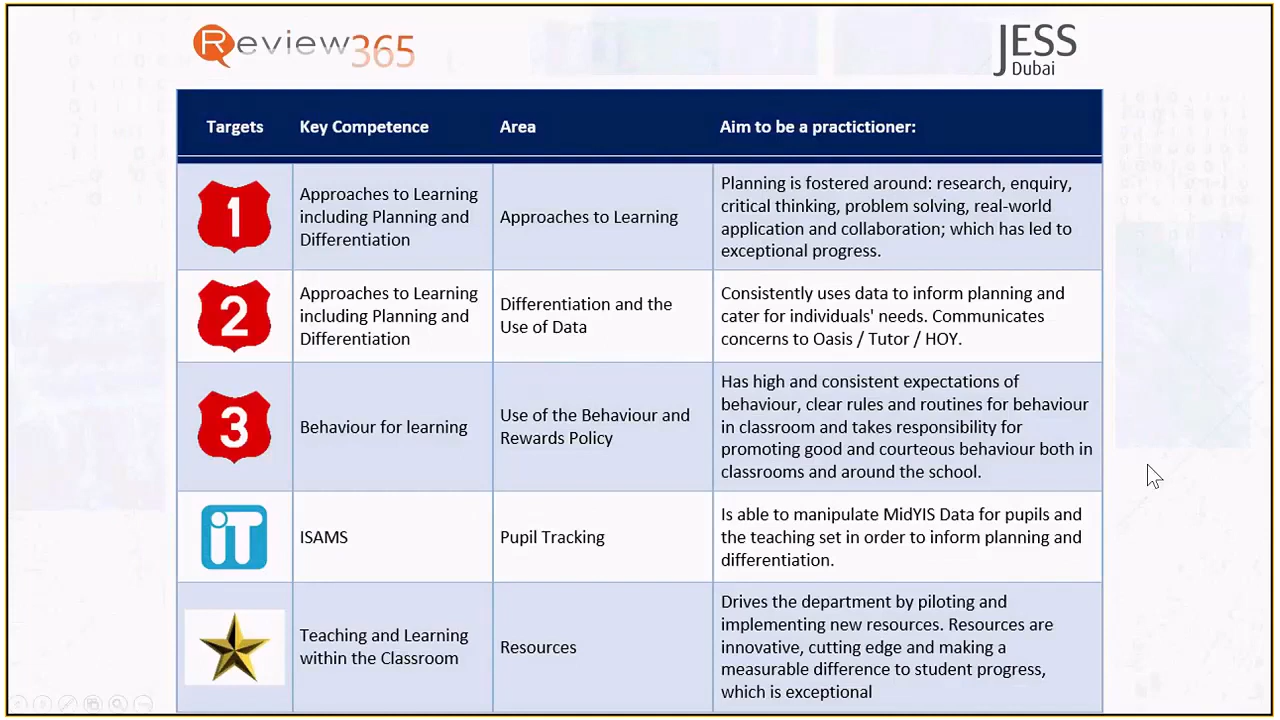 Review365
JESS
Dubai
Targets
Key Competence
Area
Aim to be a practictioner:
1
Approaches to Learning
including Planning and
Differentiation
Approaches to Learning
Planning is fostered around: research, enquiry,
critical thinking, problem solving, real-world
application and collaboration; which has led to
exceptional progress.
2
Approaches to Learning
including Planning and
Differentiation
Differentiation and the
Use of Data
Consistently uses data to inform planning and
cater for individuals' needs. Communicates
concerns to Oasis / Tutor / HOY.
3
Behaviour for learning
Use of the Behaviour and
Rewards Policy
Has high and consistent expectations of
behaviour, clear rules and routines for behaviour
in classroom and takes responsibility for
promoting good and courteous behaviour both in
classrooms and around the school.
iT
ISAMS
Pupil Tracking
Is able to manipulate MidYIS Data for pupils and
the teaching set in order to inform planning and
differentiation.
Teaching and Learning
within the Classroom
Resources
Drives the department by piloting and
implementing new resources. Resources are
innovative, cutting edge and making a
measurable difference to student progress,
which is exceptional